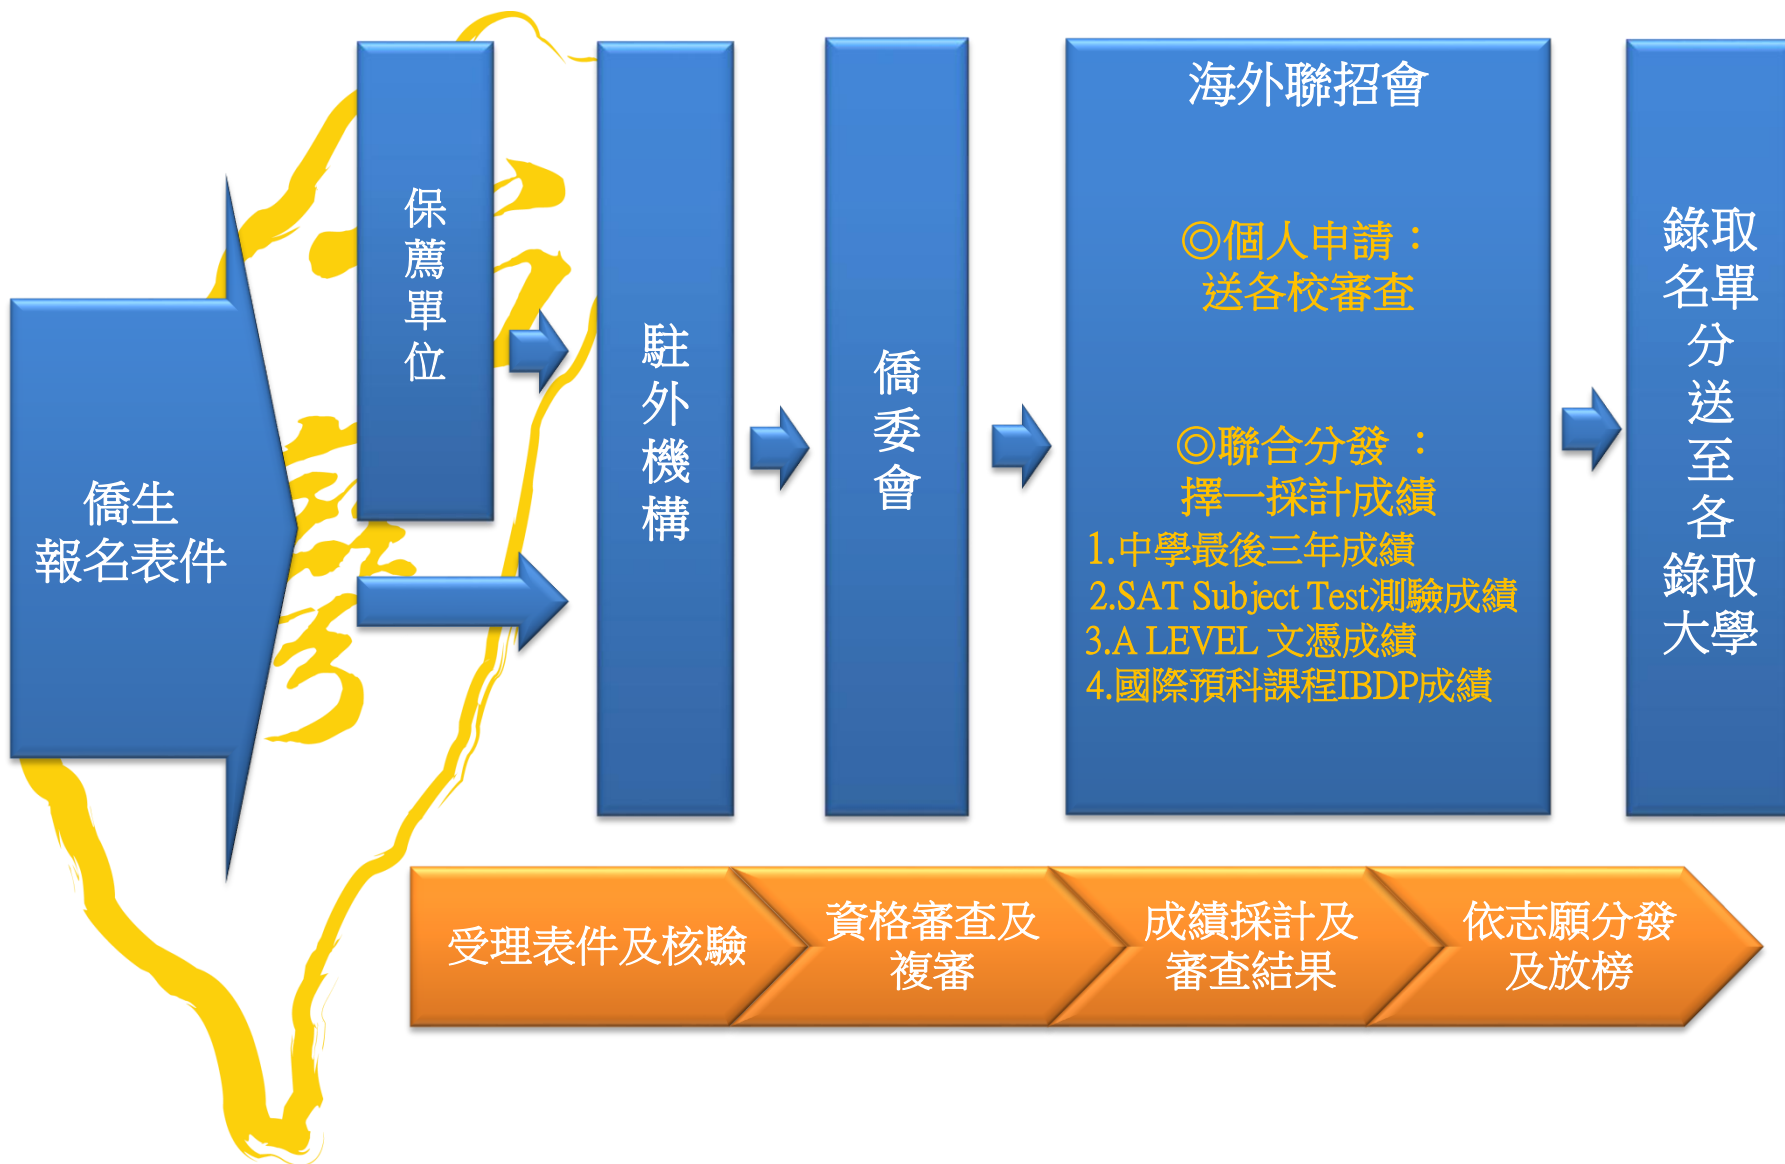 僑生
報名表件
保薦單位
駐外機構
僑委會
海外聯招會
◎個人申請：
送各校審查
◎聯合分發：
擇一採計成績
1.中學最後三年成績
2.SAT Subject Test測驗成績
3.A LEVEL 文憑成績
4.國際預科課程IBDP成績
錄取
名單
分
送
至
各
錄取
大學
受理表件及核驗
資格審查及
複審
成績採計及
審查結果
依志願分發
及放榜